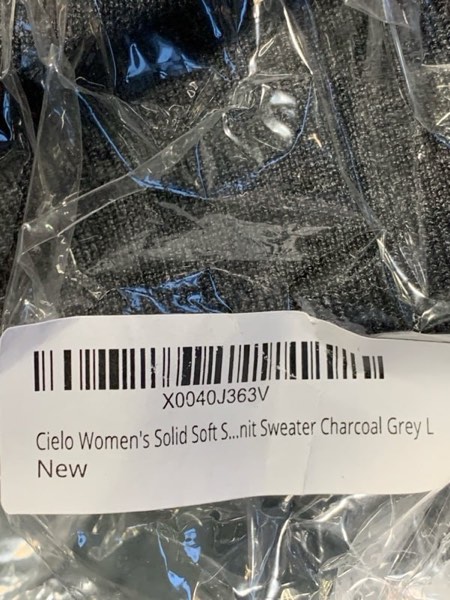 X0040J363V
Cielo Women's Solid Soft S...nit Sweater Charcoal Grey L
New